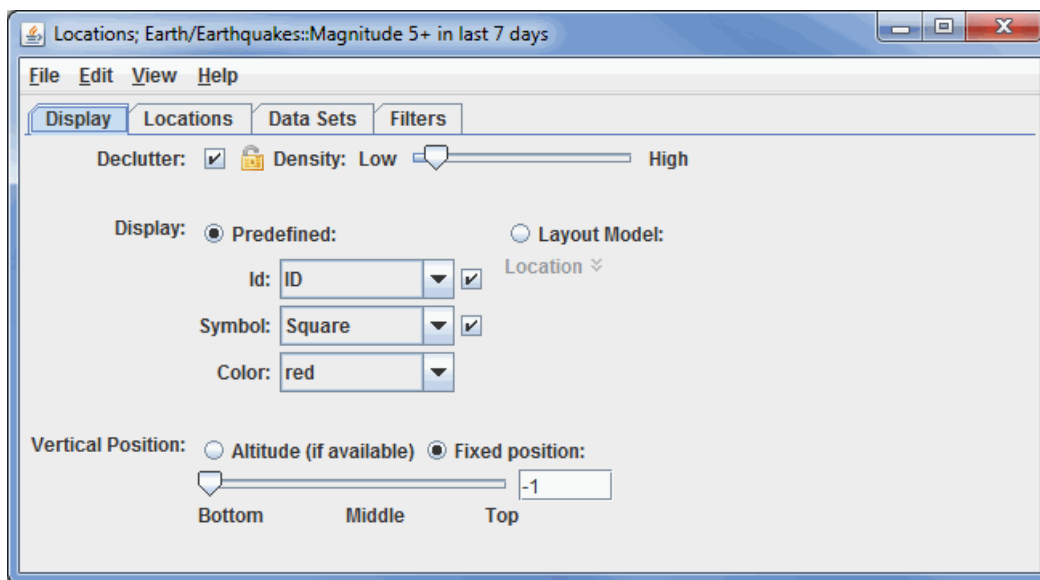 Locations; Earth/Earthquakes::Magnitude 5+ in last 7 days
File Edit View Help
Display Locations Data Sets Filters
Declutter: Density: Low High
Display: Predefined: Layout Model:
Id: ID Location
Symbol: Square
Color: red
Vertical Position: Altitude (if available) Fixed position:
-1
Bottom Middle Top